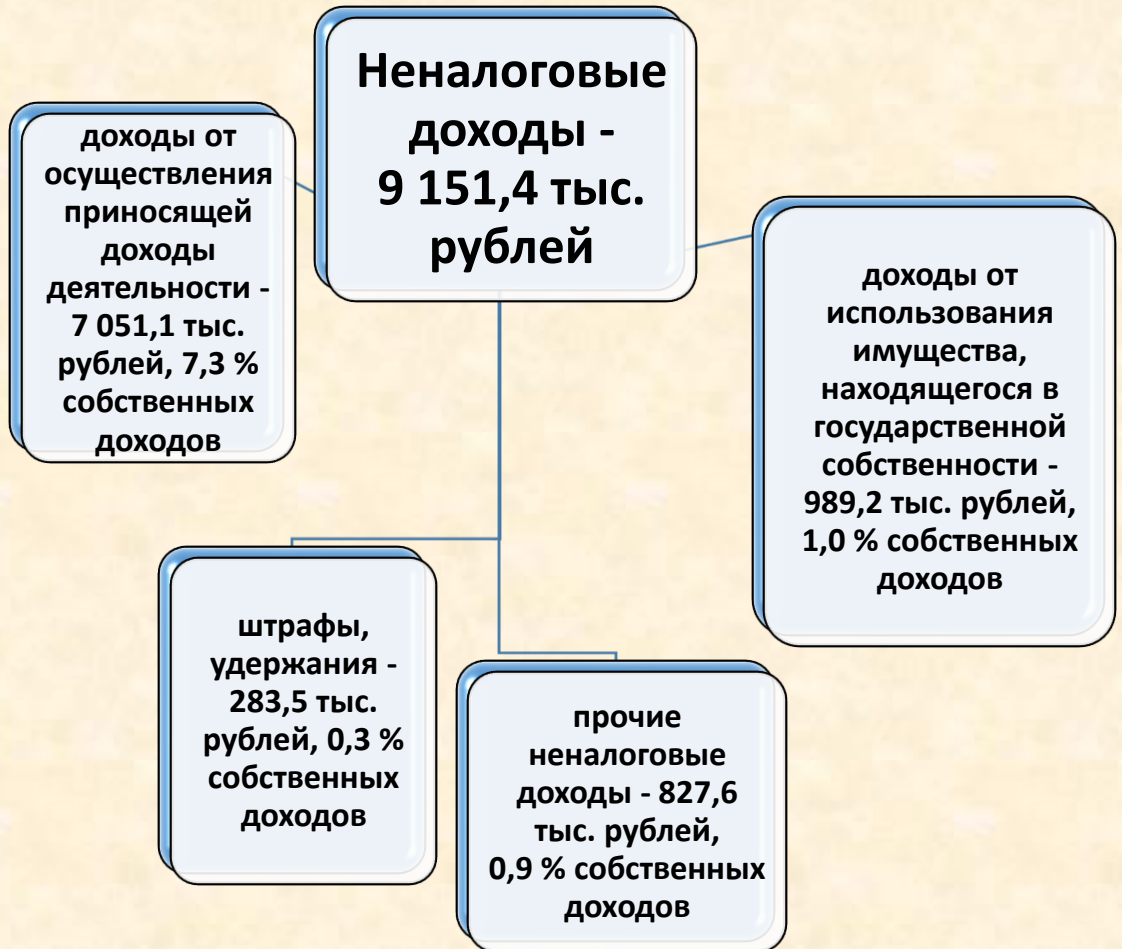 Неналоговые
доходы -
9 151,4 тыс.
рублей
доходы от
осуществления
приносящей
доходы
деятельности -
7 051,1 тыс.
рублей, 7,3 %
собственных
доходов
доходы от
использования
имущества,
находящегося в
государственной
собственности -
989,2 тыс. рублей,
1,0 % собственных
доходов
штрафы,
удержания -
283,5 тыс.
рублей, 0,3 %
собственных
доходов
прочие
неналоговые
доходы - 827,6
тыс. рублей,
0,9 % собственных
доходов